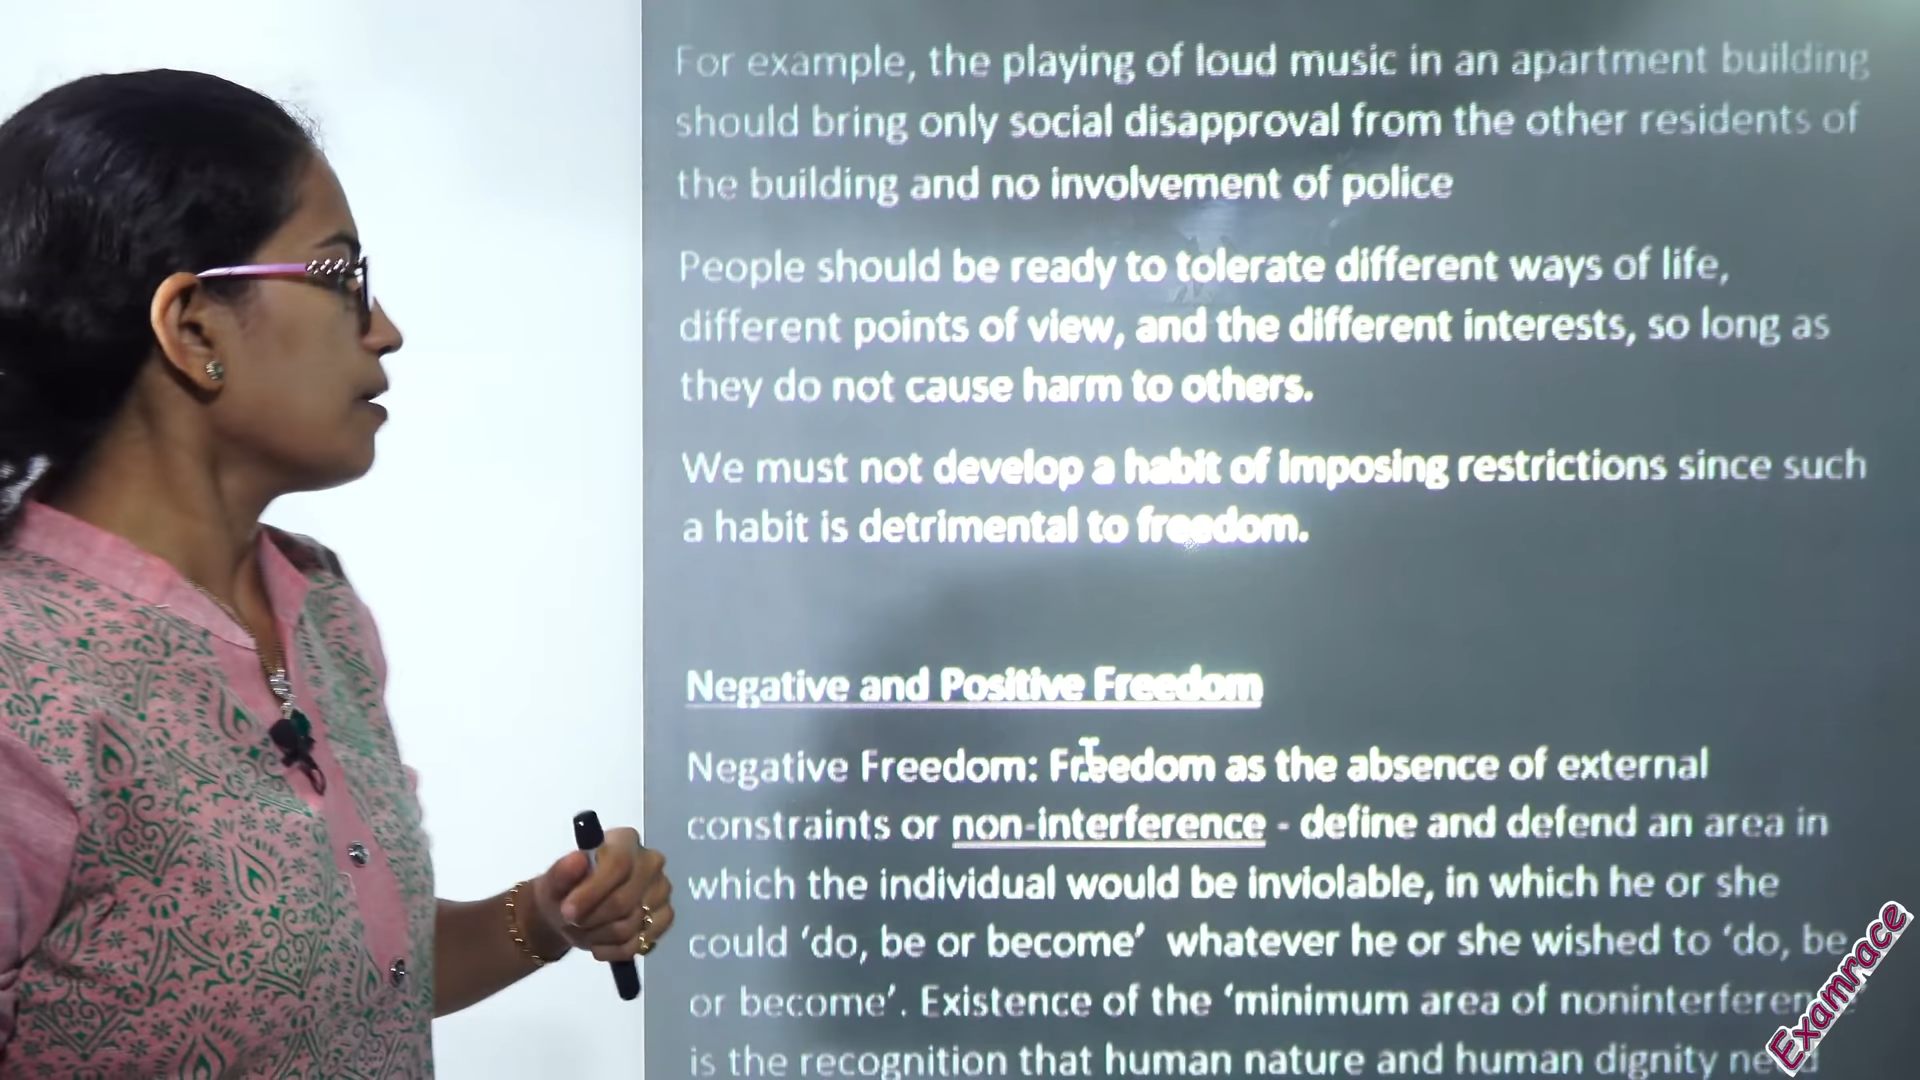 For example, the playing of loud music in an apartment building
should bring only social disapproval from the other residents of
the building and no involvement of police
People should be ready to tolerate different ways of life,
different points of view, and the different interests, so long as
they do not cause harm to others.
We must not develop a habit of imposing restrictions since such
a habit is detrimental to freedom.
Negative and Positive Freedom
Negative Freedom: Freedom as the absence of external
constraints or non-interference - define and defend an area in
which the individual would be inviolable, in which he or she
could ‘do, be or become’ whatever he or she wished to ‘do, be
or become’. Existence of the ‘minimum area of noninterference
is the recognition that human nature and human dignity need
Examrace